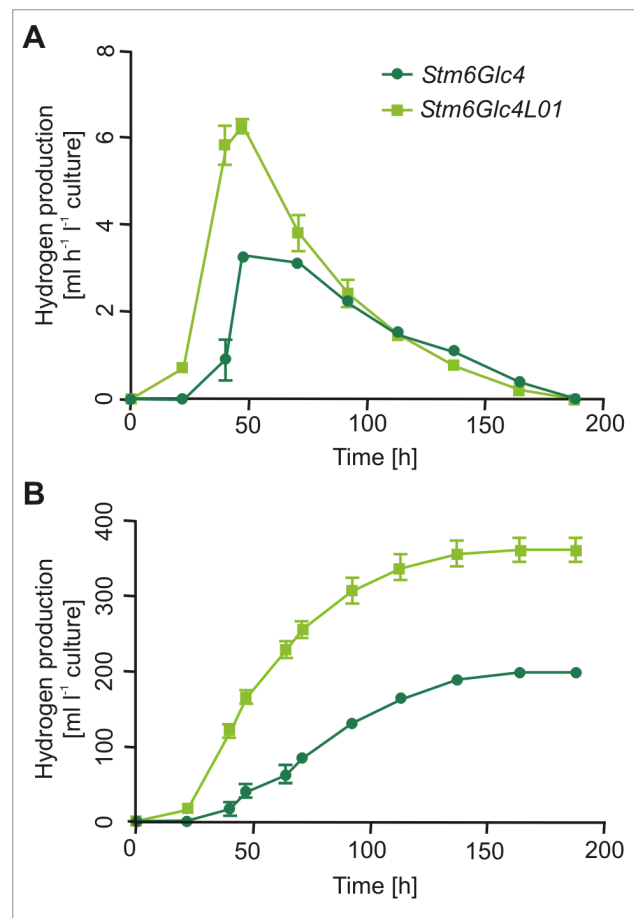 A
8
6
4
2
0
Hydrogen production
[ml h⁻¹ l⁻¹ culture]
Stm6Glc4
Stm6Glc4L01
0 50 100 150 200
Time [h]
B
400
300
200
100
0
Hydrogen production
[ml l⁻¹ culture]
0 50 100 150 200
Time [h]